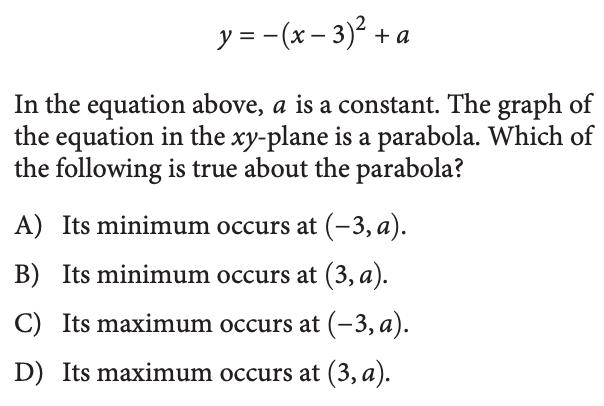 y = −(x − 3)² + a
In the equation above, a is a constant. The graph of
the equation in the xy-plane is a parabola. Which of
the following is true about the parabola?
A) Its minimum occurs at (−3, a).
B) Its minimum occurs at (3, a).
C) Its maximum occurs at (−3, a).
D) Its maximum occurs at (3, a).